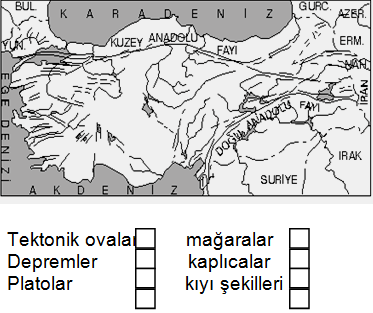 BUL.
KARADENİZ
GÜRC.
AZER.
YUN.
KUZEY ANADOLU FAYI
ERM.
NAH.
İRAN
EGE DENİZİ
DOĞU ANADOLU FAYI
IRAK
SURİYE
AKDENİZ
Tektonik ovalar mağaralar
Depremler kaplıcalar
Platolar kıyı şekilleri